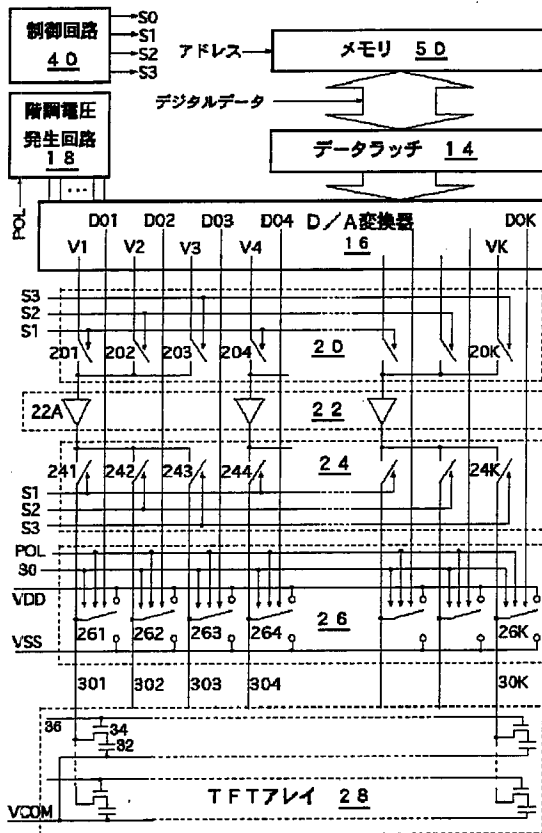 制御回路
40
S0
S1
S2
S3
アドレス
メモリ 50
デジタルデータ
階調電圧
発生回路
18
データラッチ 14
POL
D01 D02 D03 D04 D/A変換器 D0K
V1 V2 V3 V4 16 VK
S3
S2
S1
201 202 203 204 20 20K
22A 22
241 242 243 244 24 24K
S1
S2
S3
POL
30
VDD
261 262 263 264 26 26K
VSS
301 302 303 304 30K
36 34
32
TFTアレイ 28
VCOM